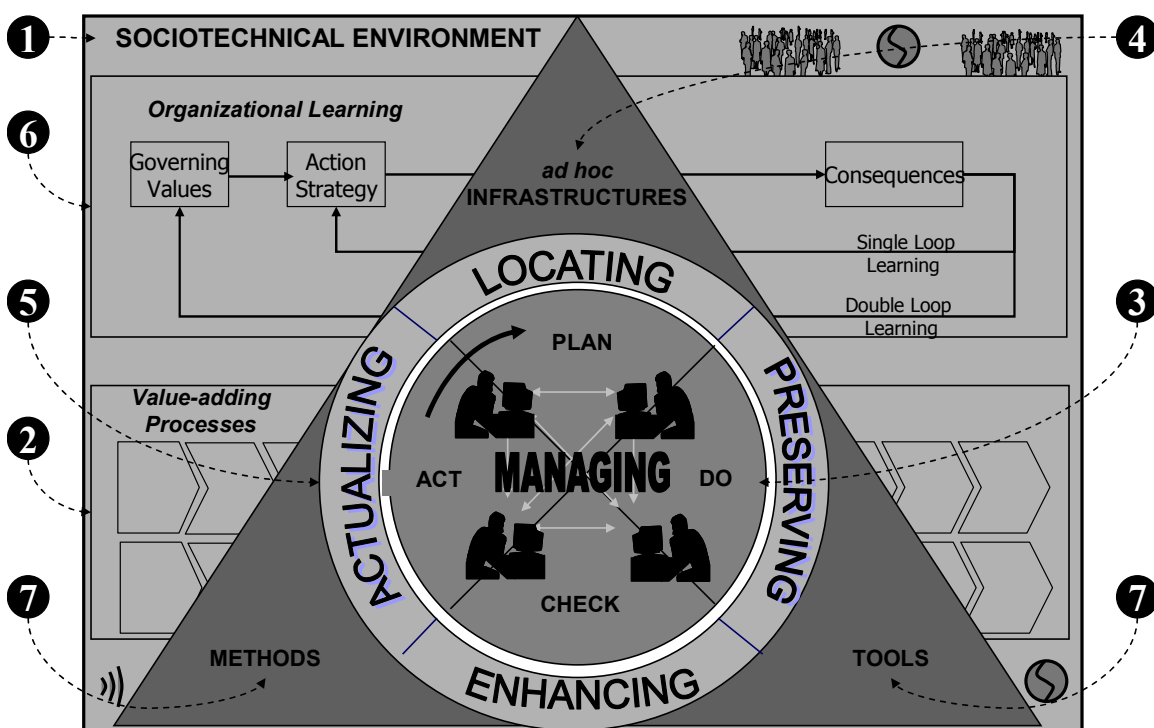 1
SOCIOTECHNICAL ENVIRONMENT
4
6
Organizational Learning
Governing
Values
Action
Strategy
ad hoc
INFRASTRUCTURES
Consequences
Single Loop
Learning
Double Loop
Learning
5
3
LOCATING
PLAN
ACTUALIZING
PRESERVING
Value-adding
Processes
2
ACT
MANAGING
DO
CHECK
7
7
METHODS
TOOLS
ENHANCING